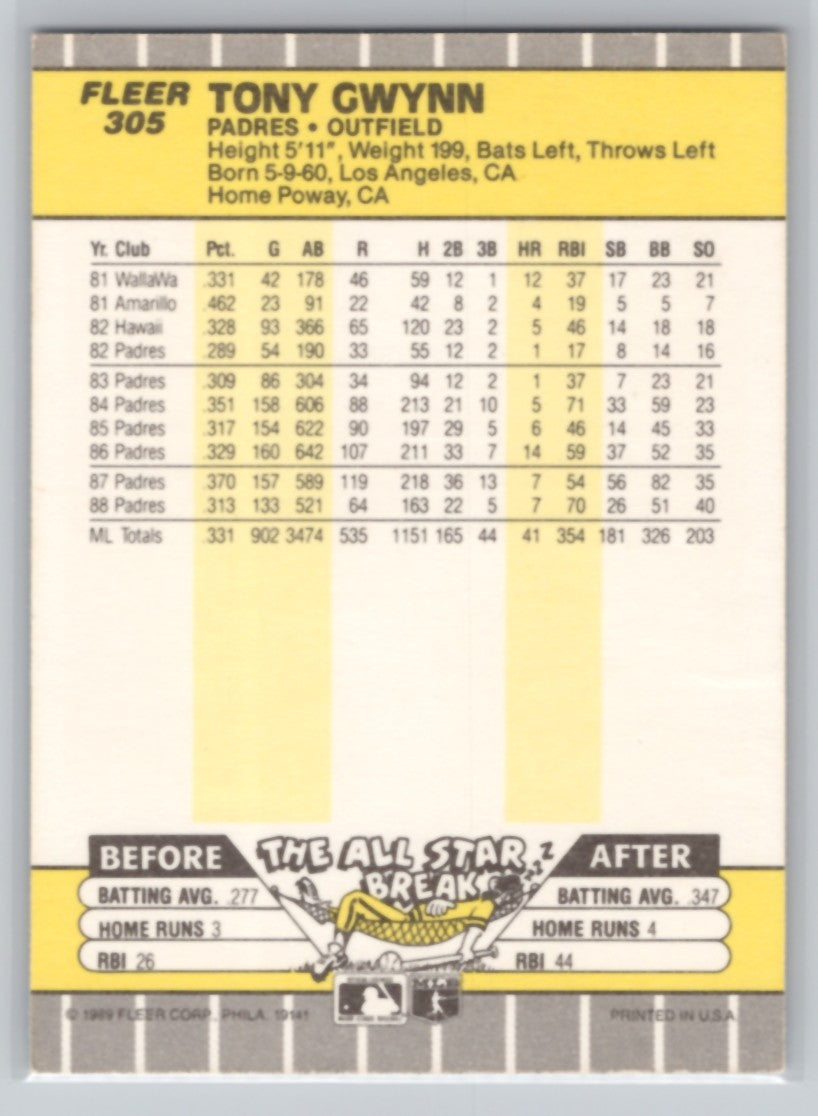 FLEER TONY GWYNN
305 PADRES • OUTFIELD
Height 5'11", Weight 199, Bats Left, Throws Left
Born 5-9-60, Los Angeles, CA
Home Poway, CA
Yr. Club Pct. G AB R H 2B 3B HR RBI SB BB SO
81 WallaWa .331 42 178 46 59 12 1 12 37 17 23 21
81 Amarillo .462 23 91 22 42 8 2 4 19 5 5 7
82 Hawaii .328 93 366 65 120 23 2 5 46 14 18 18
82 Padres .289 54 190 33 55 12 2 1 17 8 14 16
83 Padres .309 86 304 34 94 12 2 1 37 7 23 21
84 Padres .351 158 606 88 213 21 10 5 71 33 59 23
85 Padres .317 154 622 90 197 29 5 6 46 14 45 33
86 Padres .329 160 642 107 211 33 7 14 59 37 52 35
87 Padres .370 157 589 119 218 36 13 7 54 56 82 35
88 Padres .313 133 521 64 163 22 5 7 70 26 51 40
ML Totals .331 902 3474 535 1151 165 44 41 354 181 326 203
BEFORE THE ALL STAR BREAK ZZZ AFTER
BATTING AVG. .277 BATTING AVG. .347
HOME RUNS 3 HOME RUNS 4
RBI 26 RBI 44
© 1989 FLEER CORP., PHILA. 19141 PRINTED IN U.S.A.